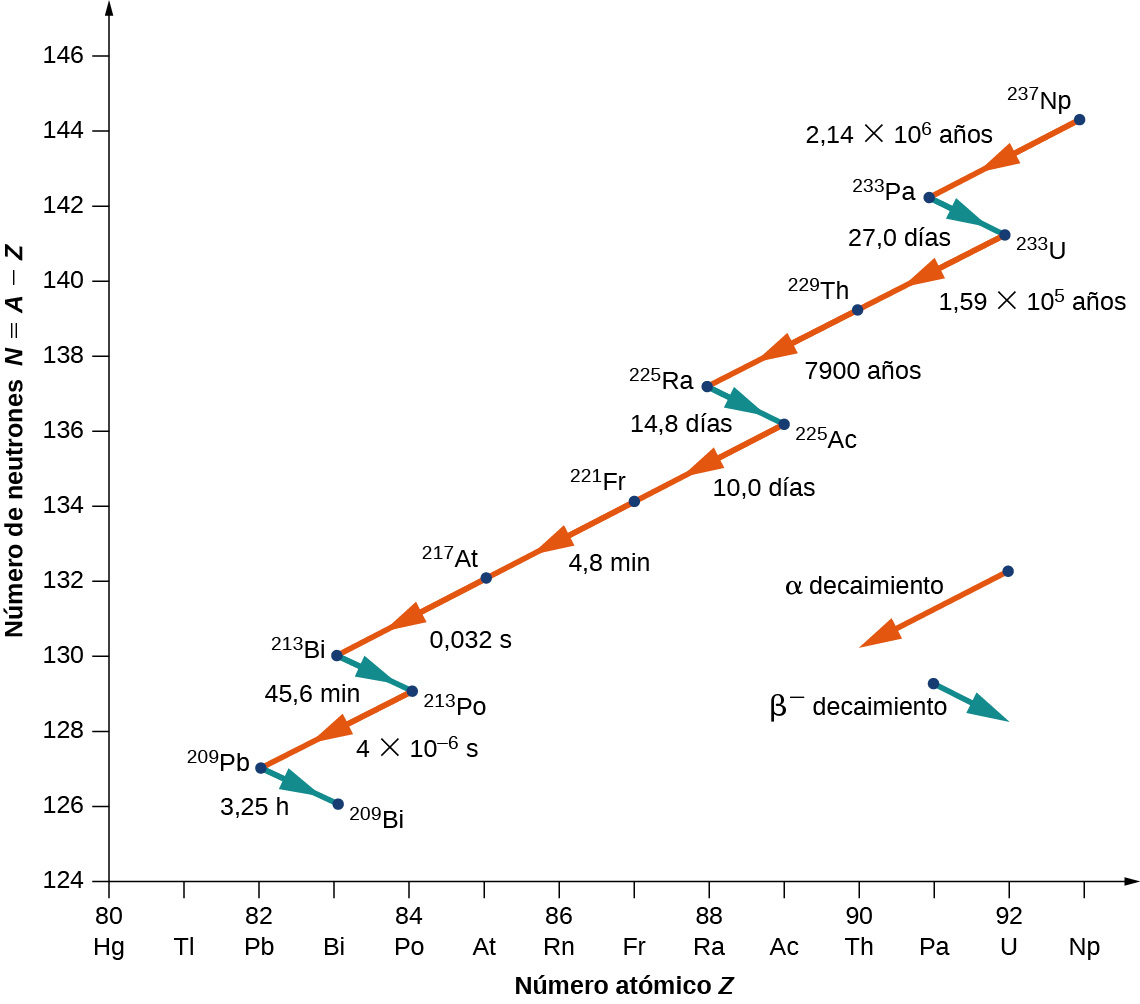 146
144
142
140
138
136
134
132
130
128
126
124
Número de neutrones N = A − Z
²³⁷Np
2,14 × 10⁶ años
²³³Pa
27,0 días
²³³U
²²⁹Th
1,59 × 10⁵ años
7900 años
²²⁵Ra
14,8 días
²²⁵Ac
²²¹Fr
10,0 días
²¹⁷At
4,8 min
α decaimiento
²¹³Bi
0,032 s
45,6 min
²¹³Po
β⁻ decaimiento
4 × 10⁻⁶ s
²⁰⁹Pb
3,25 h
²⁰⁹Bi
80 82 84 86 88 90 92
Hg Tl Pb Bi Po At Rn Fr Ra Ac Th Pa U Np
Número atómico Z